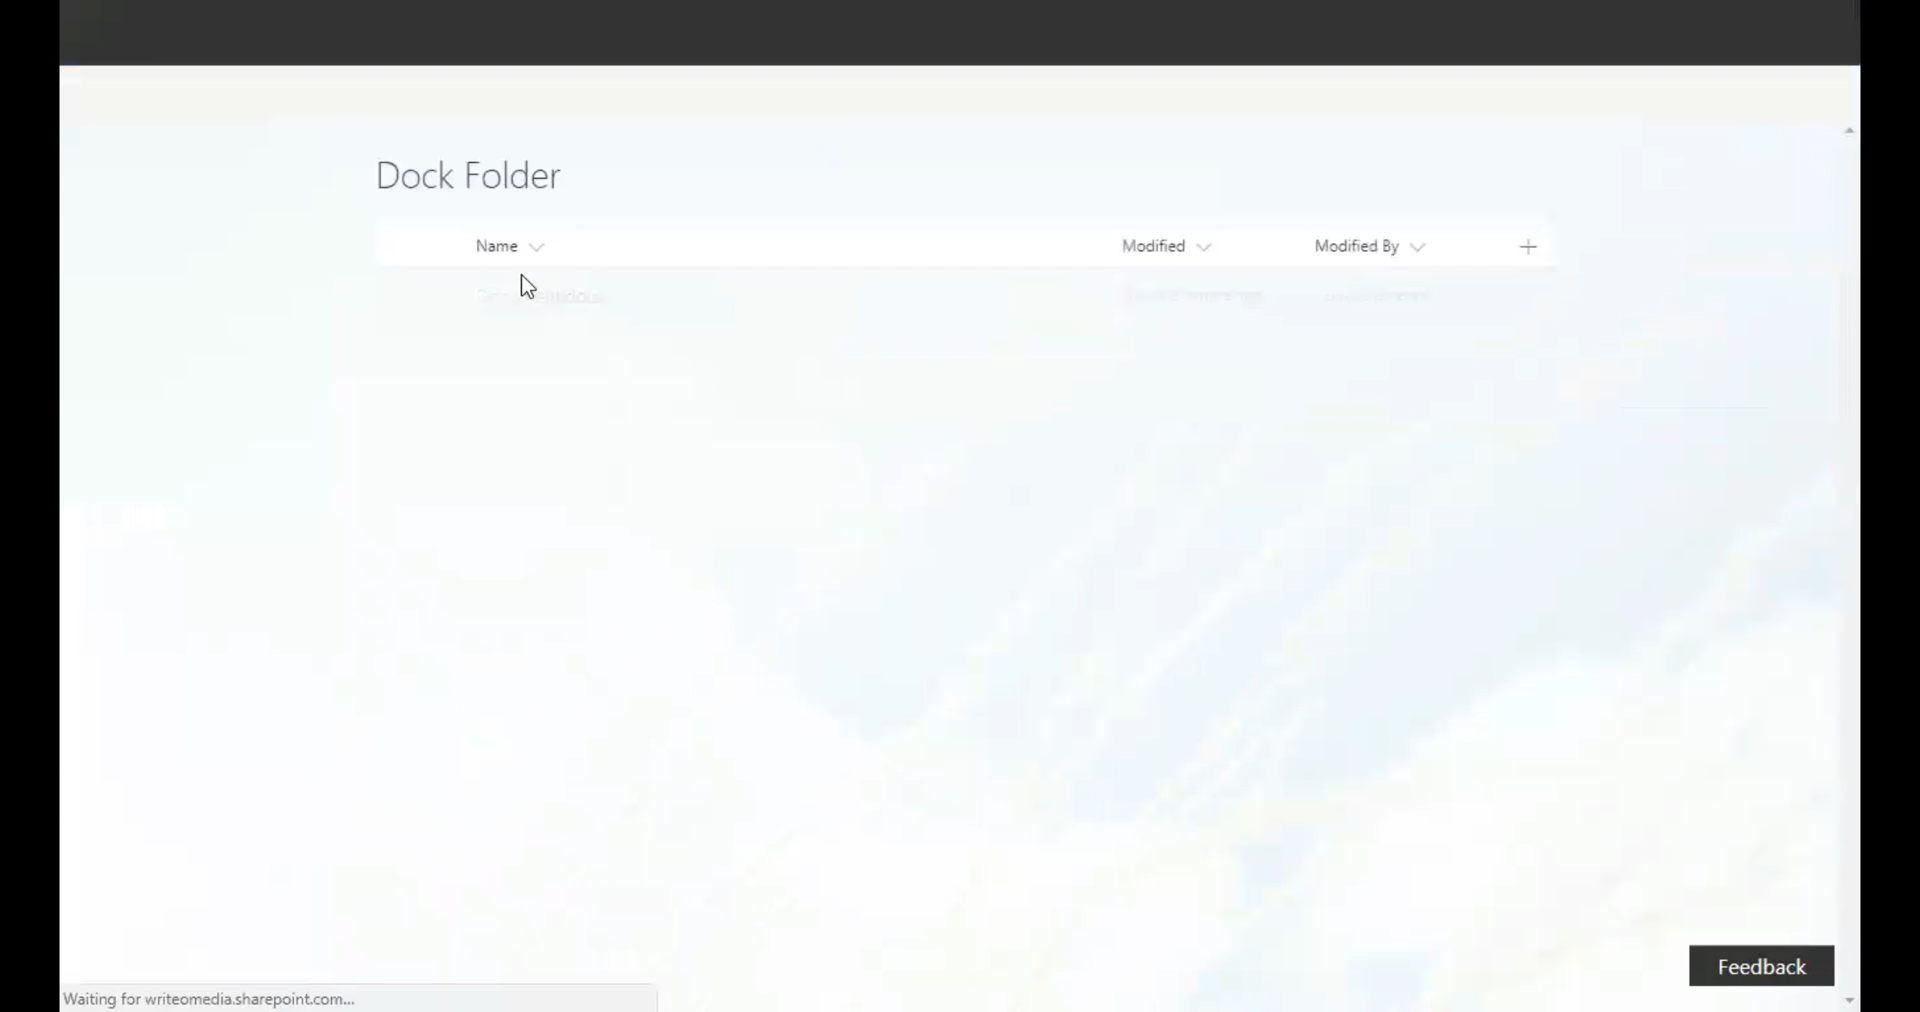 Dock Folder
Name Modified Modified By
Feedback
Waiting for writeomedia.sharepoint.com...